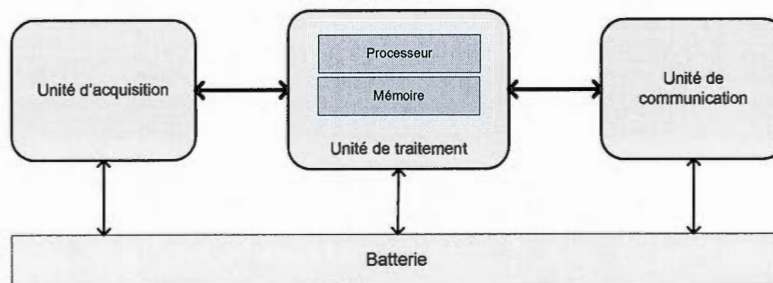 Unité d'acquisition
Processeur
Mémoire
Unité de traitement
Unité de
communication
Batterie